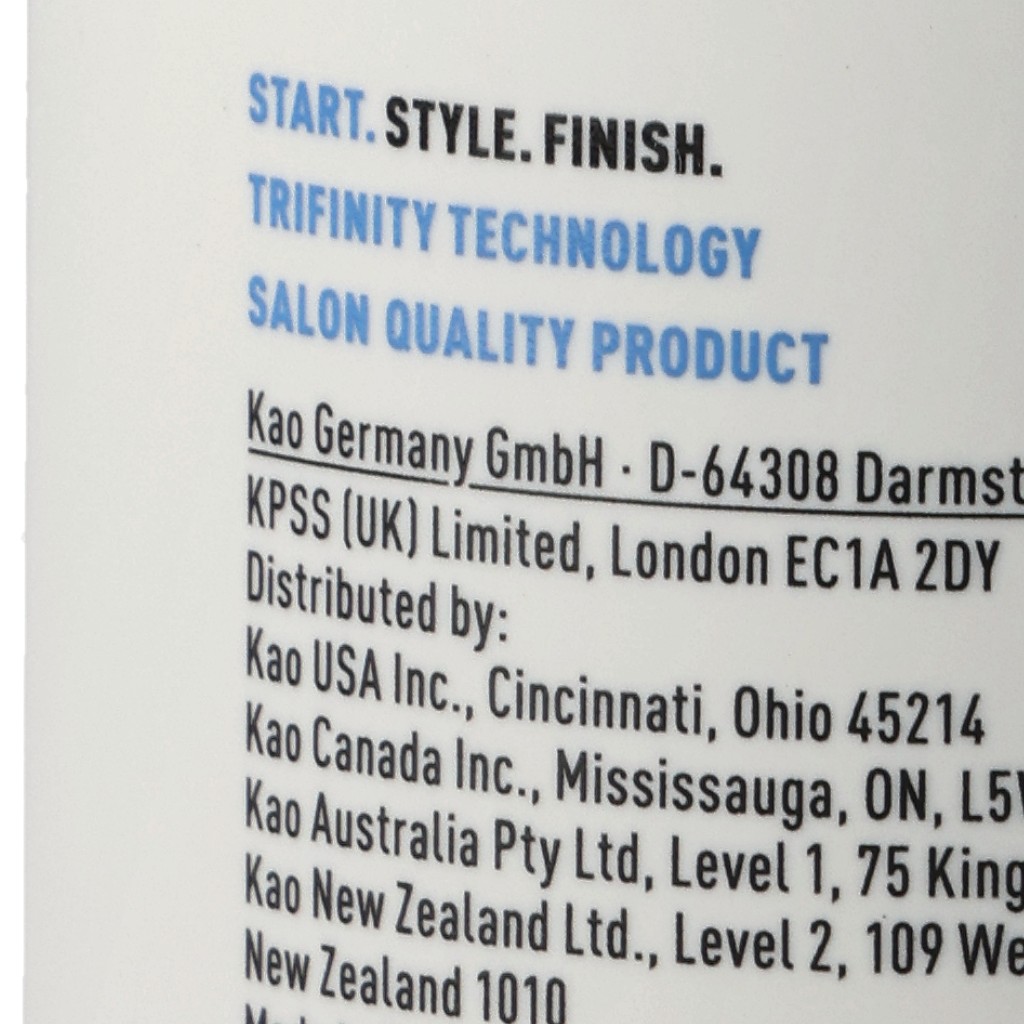 START. STYLE. FINISH.
TRIFINITY TECHNOLOGY
SALON QUALITY PRODUCT
Kao Germany GmbH · D-64308 Darmst
KPSS (UK) Limited, London EC1A 2DY
Distributed by:
Kao USA Inc., Cincinnati, Ohio 45214
Kao Canada Inc., Mississauga, ON, L5
Kao Australia Pty Ltd, Level 1, 75 King
Kao New Zealand Ltd., Level 2, 109 We
New Zealand 1010